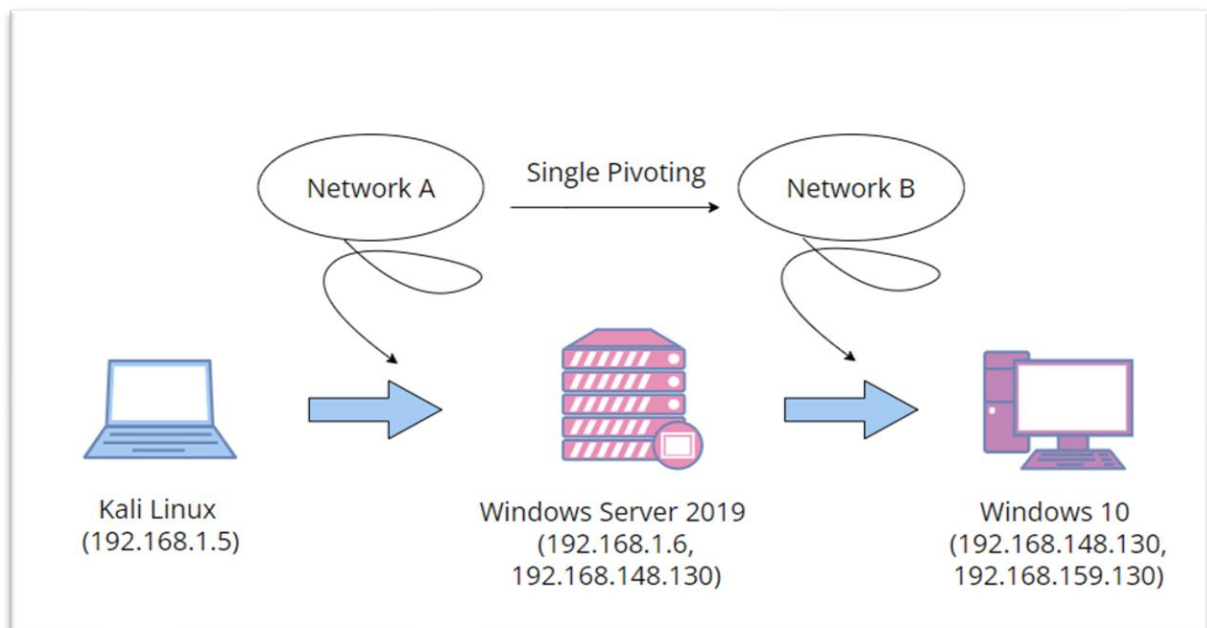 Network A
Single Pivoting
Network B
Kali Linux
(192.168.1.5)
Windows Server 2019
(192.168.1.6,
192.168.148.130)
Windows 10
(192.168.148.130,
192.168.159.130)